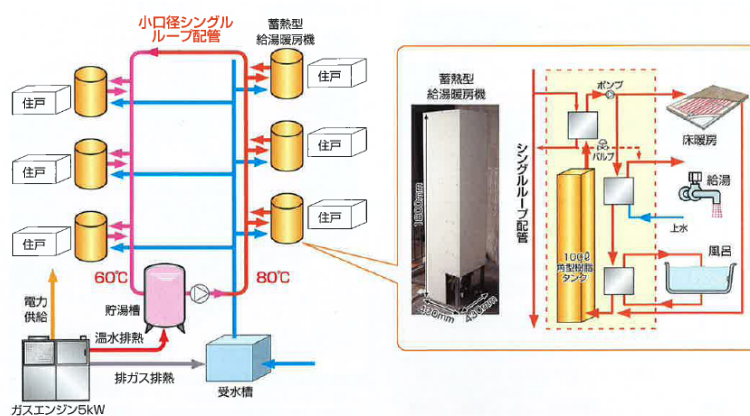 小口径シングル
ループ配管
蓄熱型
給湯暖房機
住戸
住戸
住戸
住戸
住戸
住戸
60℃
80℃
電力
供給
貯湯槽
温水排熱
排ガス排熱
受水槽
ガスエンジン5kW
蓄熱型
給湯暖房機
1800mm
430mm
430mm
シングルループ配管
ポンプ
バルブ
床暖房
給湯
上水
風呂
100ℓ
角型樹脂
タンク